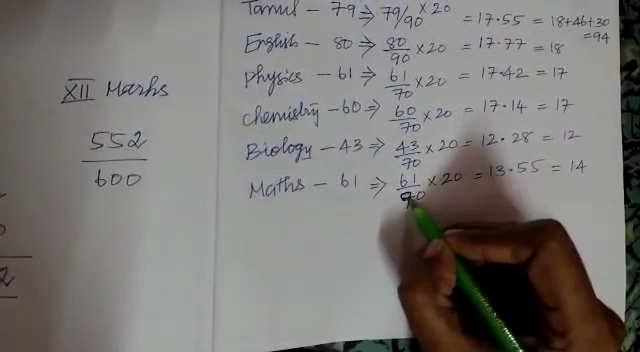 Tamil - 79 ⇒ 79/90 × 20 = 17.55 = 18+46+30
= 94
English - 80 ⇒ 80/90 × 20 = 17.77 = 18
Physics - 61 ⇒ 61/70 × 20 = 17.42 = 17
XII Marks
Chemistry - 60 ⇒ 60/70 × 20 = 17.14 = 17
552/600
Biology - 43 ⇒ 43/70 × 20 = 12.28 = 12
Maths - 61 ⇒ 61/90 × 20 = 13.55 = 14
2